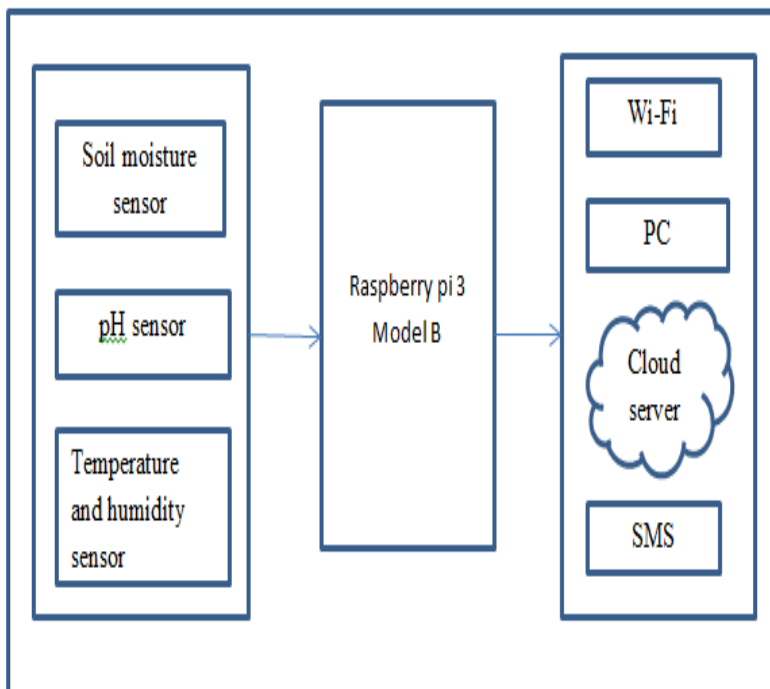 Soil moisture
sensor
pH sensor
Temperature
and humidity
sensor
Raspberry pi 3
Model B
Wi-Fi
PC
Cloud
server
SMS